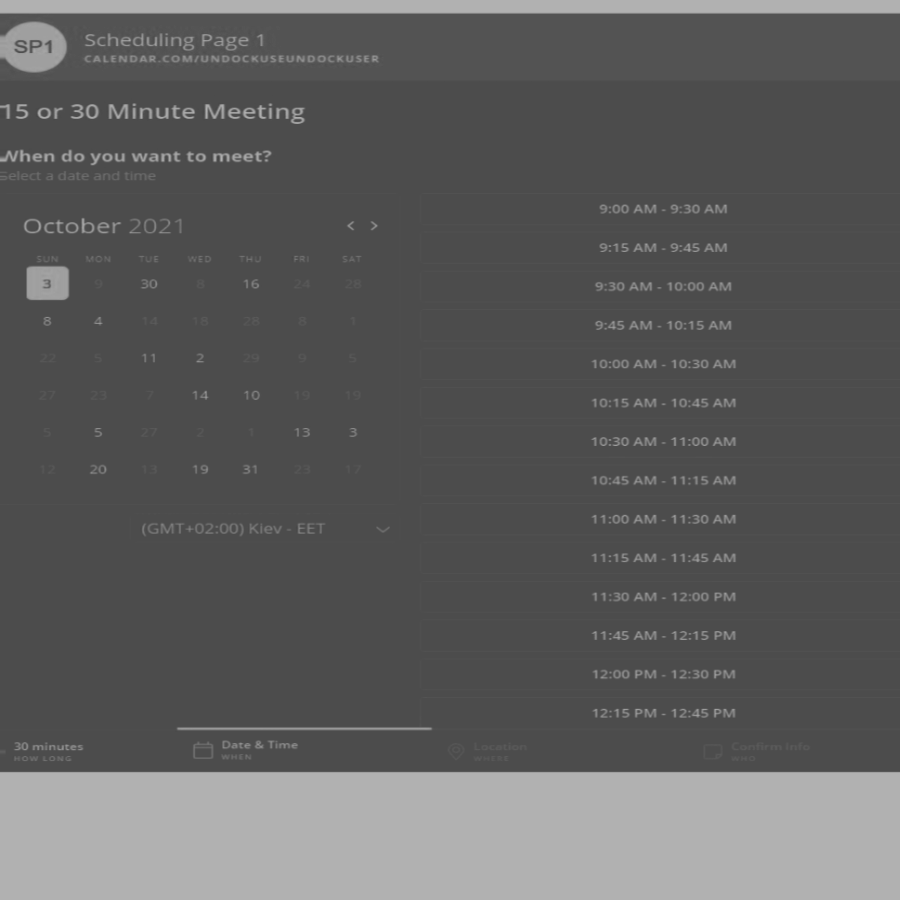 SP1
Scheduling Page 1
CALENDAR.COM/UNDOCKUSEUNDOCKUSER
15 or 30 Minute Meeting
When do you want to meet?
Select a date and time
October 2021 < >
SUN MON TUE WED THU FRI SAT
3 9 30 8 16 24 28
8 4 14 18 28 8 1
22 5 11 2 29 9 5
27 23 7 14 10 19 19
5 5 27 2 1 13 3
12 20 13 19 31 23 17
(GMT+02:00) Kiev - EET
9:00 AM - 9:30 AM
9:15 AM - 9:45 AM
9:30 AM - 10:00 AM
9:45 AM - 10:15 AM
10:00 AM - 10:30 AM
10:15 AM - 10:45 AM
10:30 AM - 11:00 AM
10:45 AM - 11:15 AM
11:00 AM - 11:30 AM
11:15 AM - 11:45 AM
11:30 AM - 12:00 PM
11:45 AM - 12:15 PM
12:00 PM - 12:30 PM
12:15 PM - 12:45 PM
30 minutes
HOW LONG
Date & Time
WHEN
Location
WHERE
Confirm Info
WHO